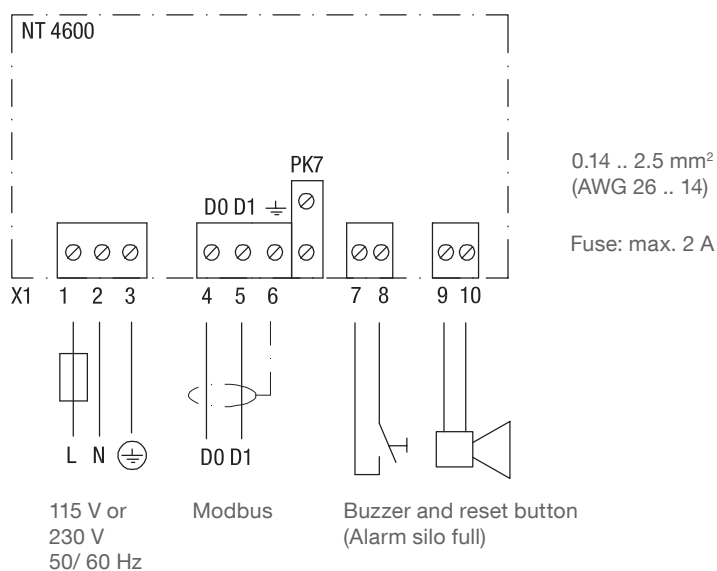 NT 4600
PK7
D0 D1
0.14 .. 2.5 mm²
(AWG 26 .. 14)
Fuse: max. 2 A
X1 1 2 3 4 5 6 7 8 9 10
L N D0 D1
115 V or
230 V
50/ 60 Hz
Modbus
Buzzer and reset button
(Alarm silo full)